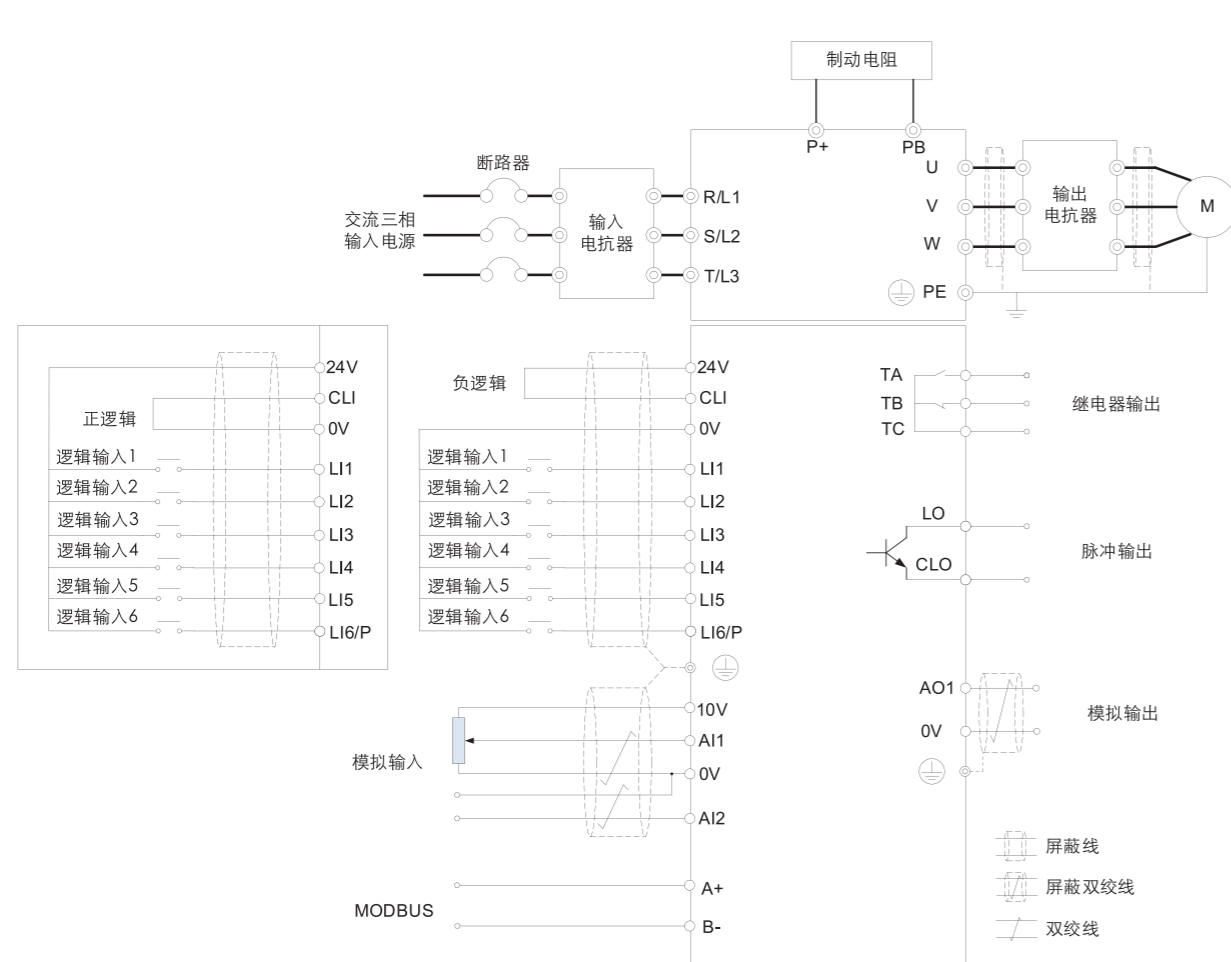 制动电阻
P+
PB
断路器
交流三相
输入电源
输入
电抗器
R/L1
S/L2
T/L3
U
V
W
PE
输出
电抗器
M
正逻辑
24V
CLI
0V
逻辑输入1
LI1
逻辑输入2
LI2
逻辑输入3
LI3
逻辑输入4
LI4
逻辑输入5
LI5
逻辑输入6
LI6/P
负逻辑
24V
CLI
0V
逻辑输入1
LI1
逻辑输入2
LI2
逻辑输入3
LI3
逻辑输入4
LI4
逻辑输入5
LI5
逻辑输入6
LI6/P
TA
TB
TC
继电器输出
LO
CLO
脉冲输出
模拟输入
10V
AI1
0V
AI2
AO1
0V
模拟输出
MODBUS
A+
B-
屏蔽线
屏蔽双绞线
双绞线